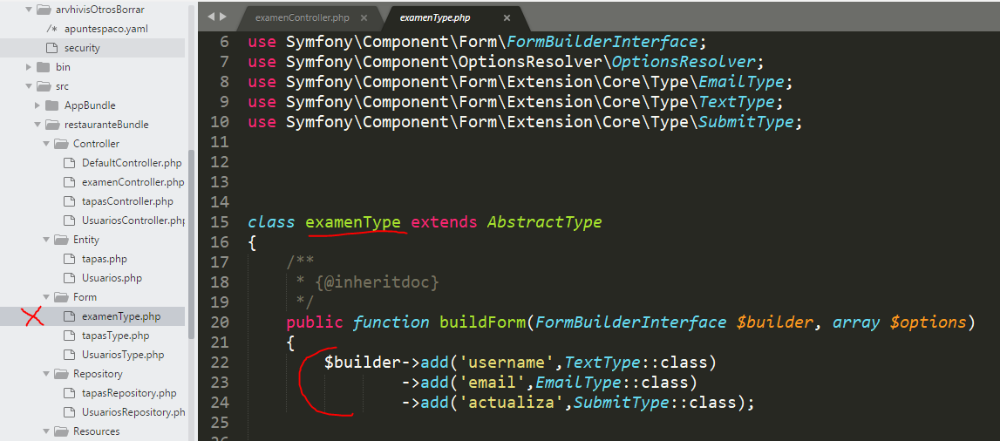 arvhivisOtrosBorrar
/* apuntespaco.yaml
security
bin
src
AppBundle
restauranteBundle
Controller
DefaultController.php
examenController.php
tapasController.php
UsuariosController.php
Entity
tapas.php
Usuarios.php
Form
examenType.php
tapasType.php
UsuariosType.php
Repository
tapasRepository.php
UsuariosRepository.ph
Resources
examenController.php × examenType.php ×
6 use Symfony\Component\Form\FormBuilderInterface;
7 use Symfony\Component\OptionsResolver\OptionsResolver;
8 use Symfony\Component\Form\Extension\Core\Type\EmailType;
9 use Symfony\Component\Form\Extension\Core\Type\TextType;
10 use Symfony\Component\Form\Extension\Core\Type\SubmitType;
11
12
13
14
15 class examenType extends AbstractType
16 {
17 /**
18 * {@inheritdoc}
19 */
20 public function buildForm(FormBuilderInterface $builder, array $options)
21 {
22 $builder->add('username',TextType::class)
23 ->add('email',EmailType::class)
24 ->add('actualiza',SubmitType::class);
25